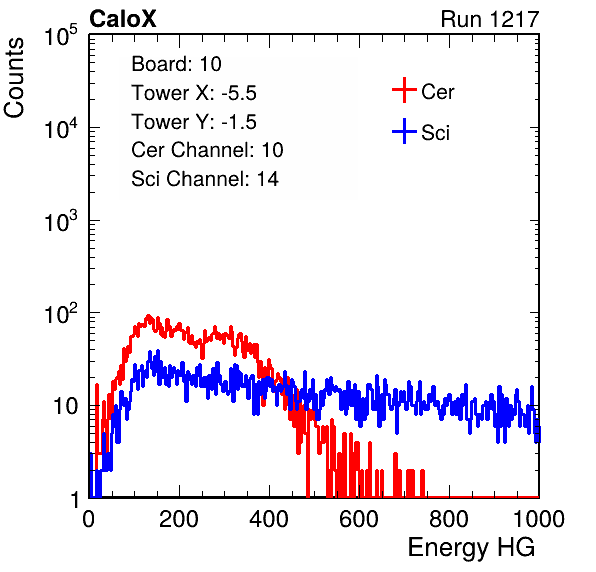 CaloX Run 1217
Counts
Board: 10
Tower X: -5.5
Tower Y: -1.5
Cer Channel: 10
Sci Channel: 14
Cer
Sci
10^5
10^4
10^3
10^2
10
1
0 200 400 600 800 1000
Energy HG